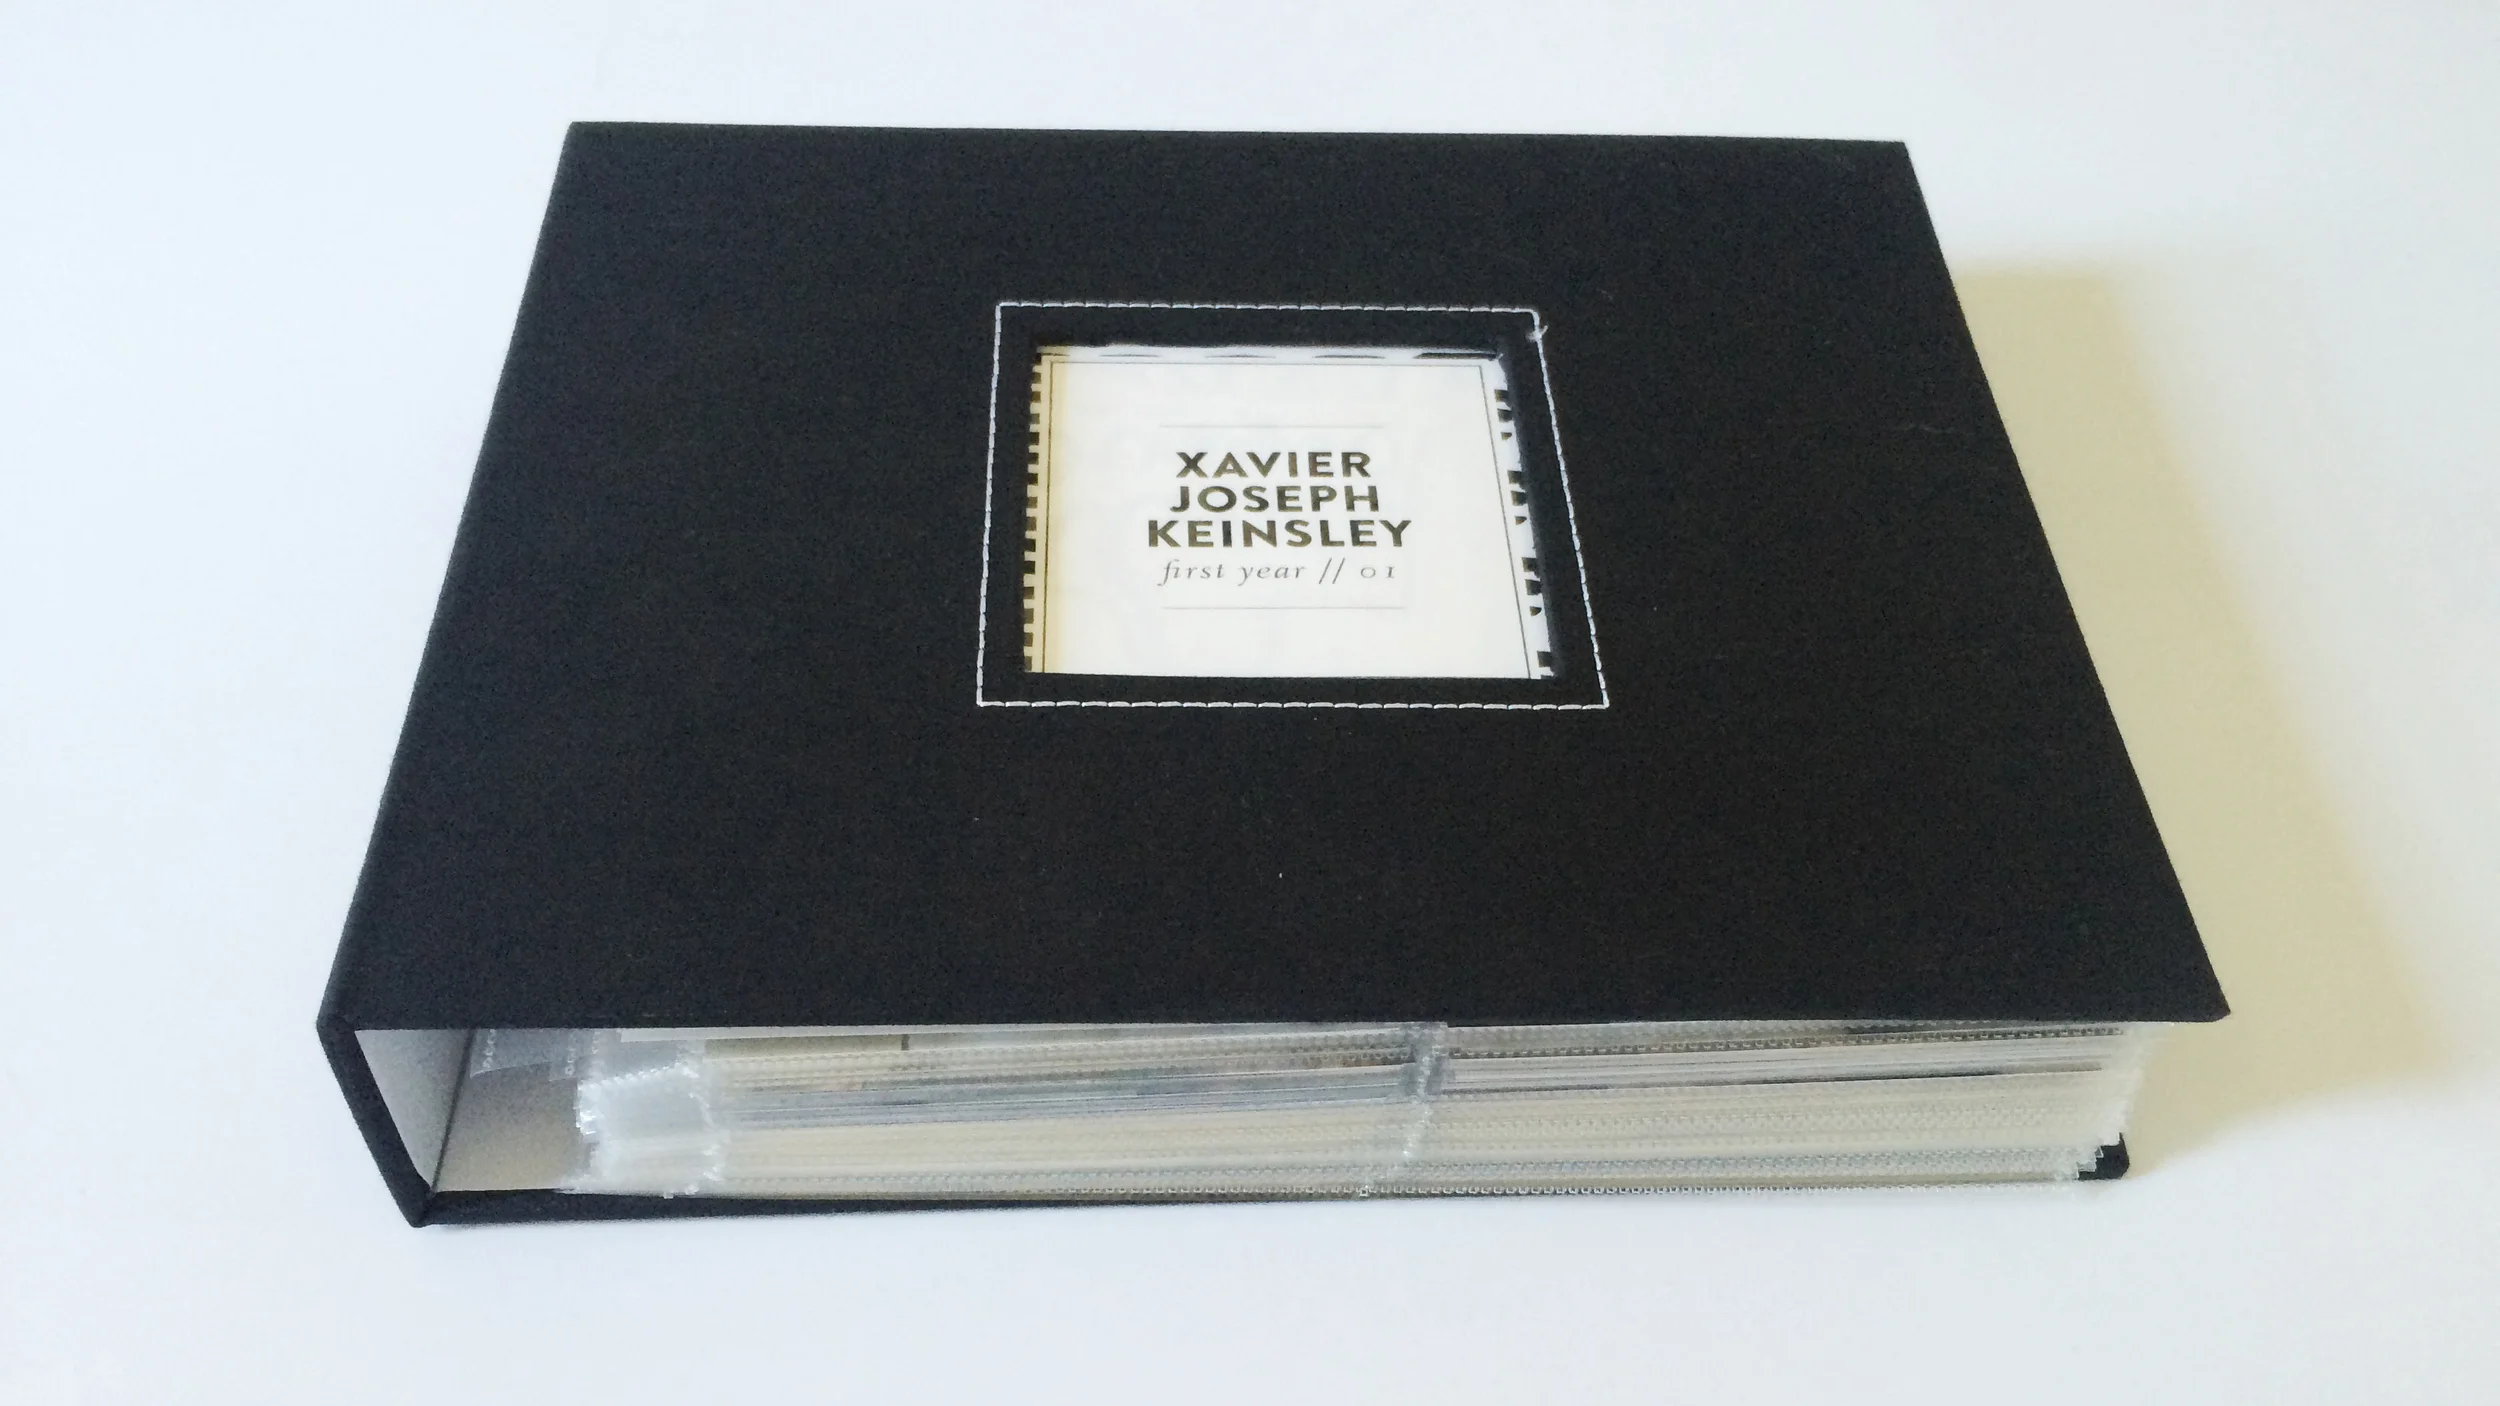 XAVIER
JOSEPH
KEINSLEY
first year // 01